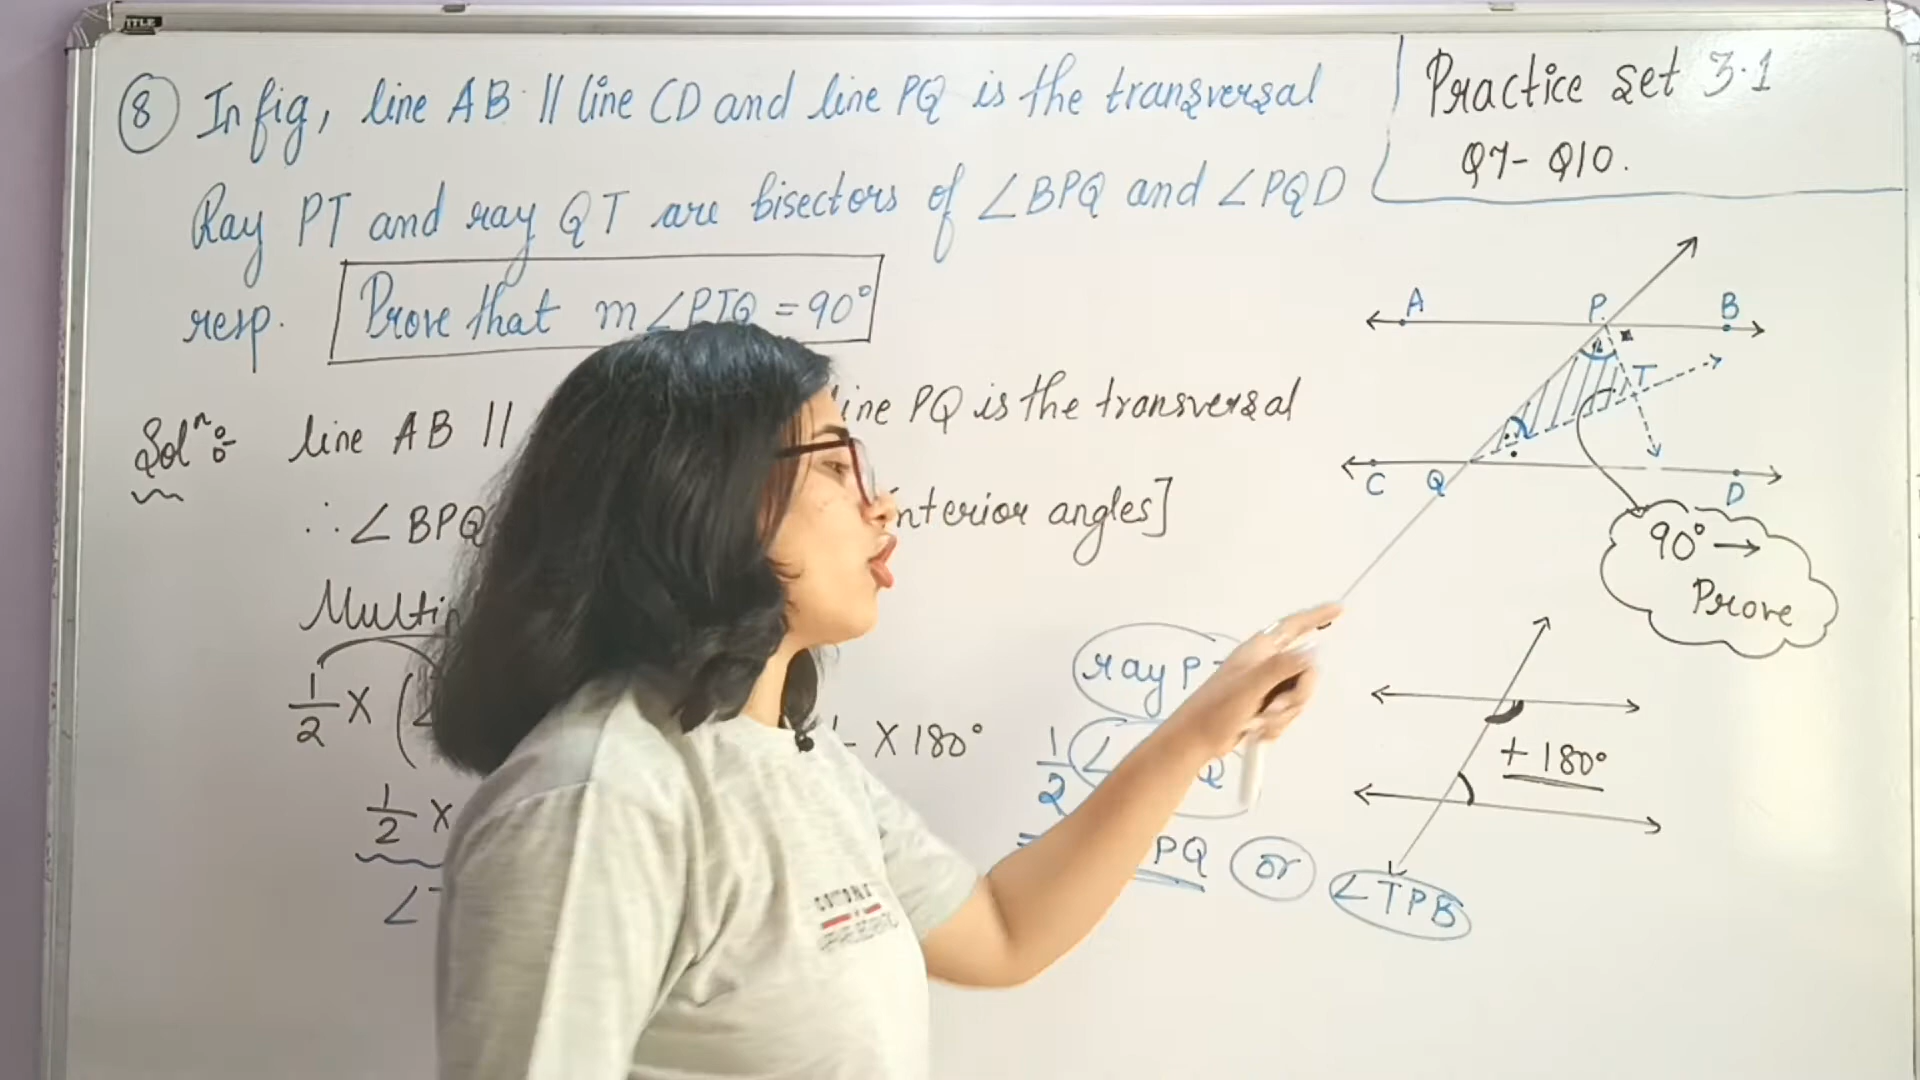 ⑧ In fig, line AB || line CD and line PQ is the transversal
Ray PT and ray QT are bisectors of ∠BPQ and ∠PQD
resp. Prove that m∠PTQ = 90°
Practice set 3.1
Q7- Q10.
Solⁿ: line AB || line PQ is the transversal
∴ ∠BPQ interior angles]
1/2 X ( X 180°
1/2 X
∠
ray P
1/2 ∠ Q
= PQ or ∠TPB
A P B
T
C Q D
90° →
Prove
+ 180°